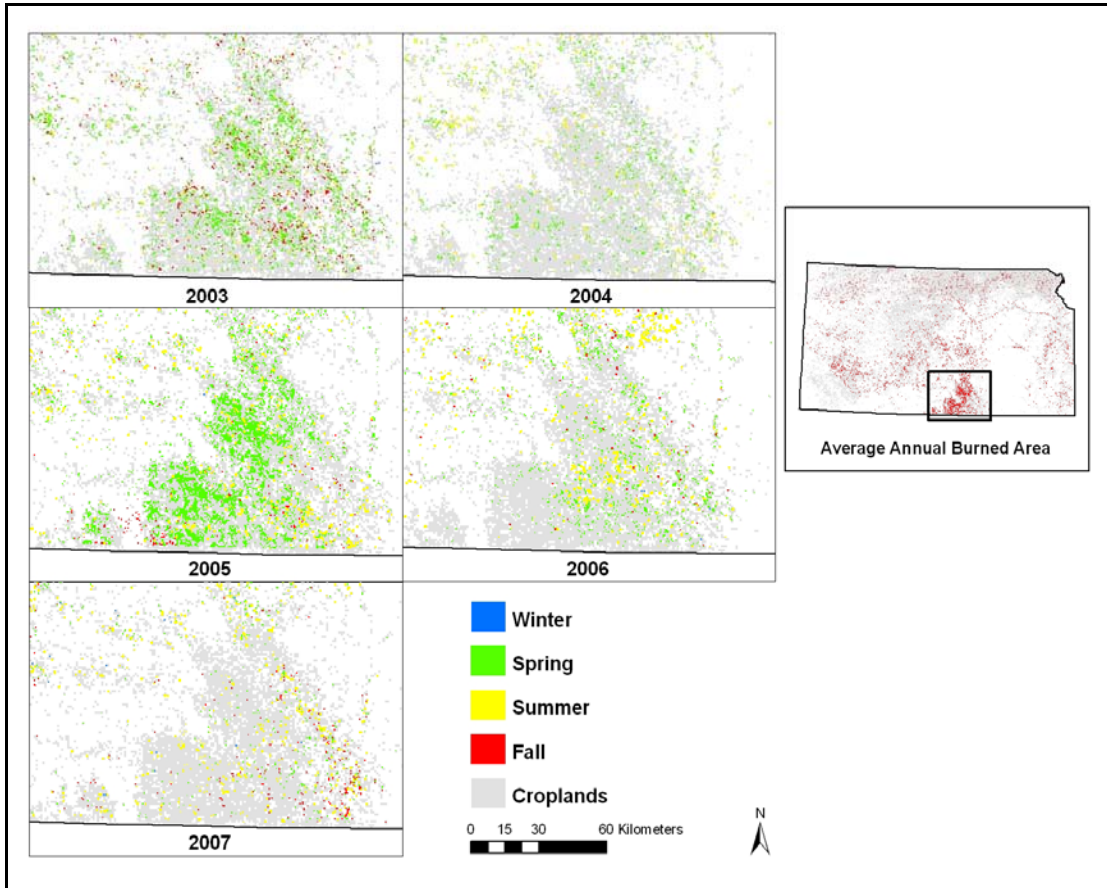 2003
2004
Average Annual Burned Area
2005
2006
Winter
Spring
Summer
Fall
Croplands
0 15 30 60 Kilometers
N
2007